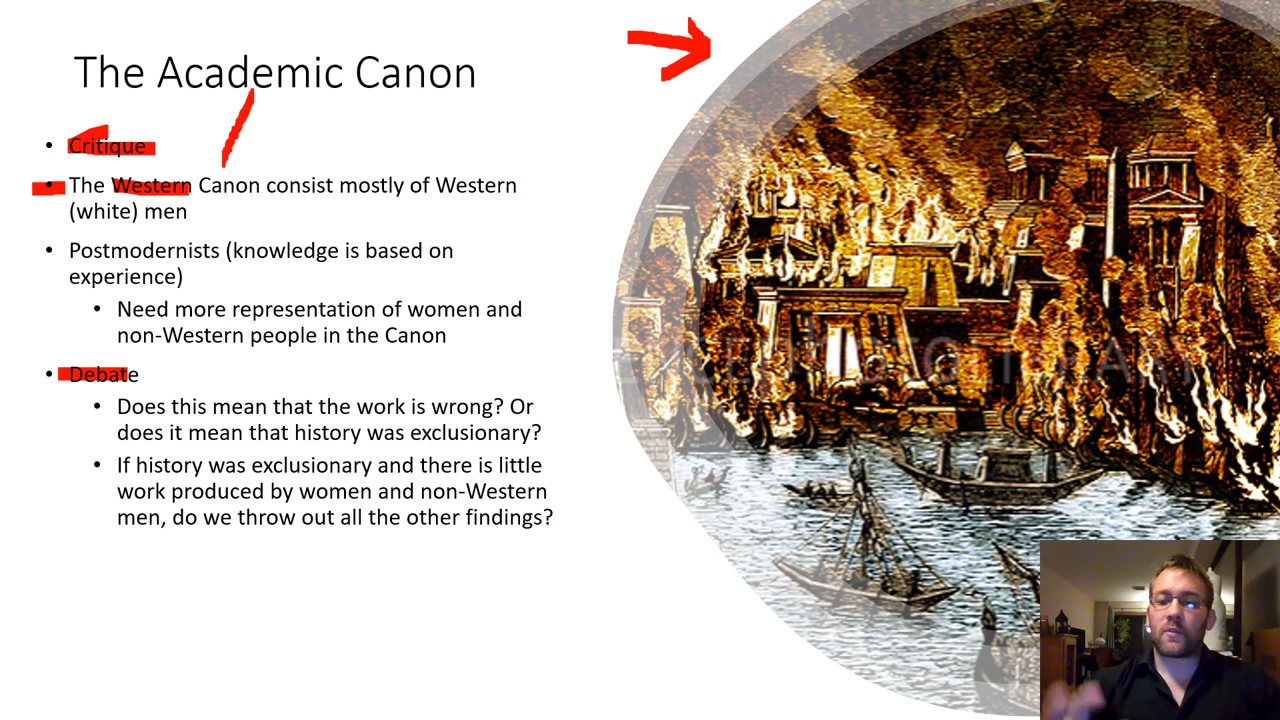 The Academic Canon
• Critique
• The Western Canon consist mostly of Western
(white) men
• Postmodernists (knowledge is based on
experience)
• Need more representation of women and
non-Western people in the Canon
• Debate
• Does this mean that the work is wrong? Or
does it mean that history was exclusionary?
• If history was exclusionary and there is little
work produced by women and non-Western
men, do we throw out all the other findings?